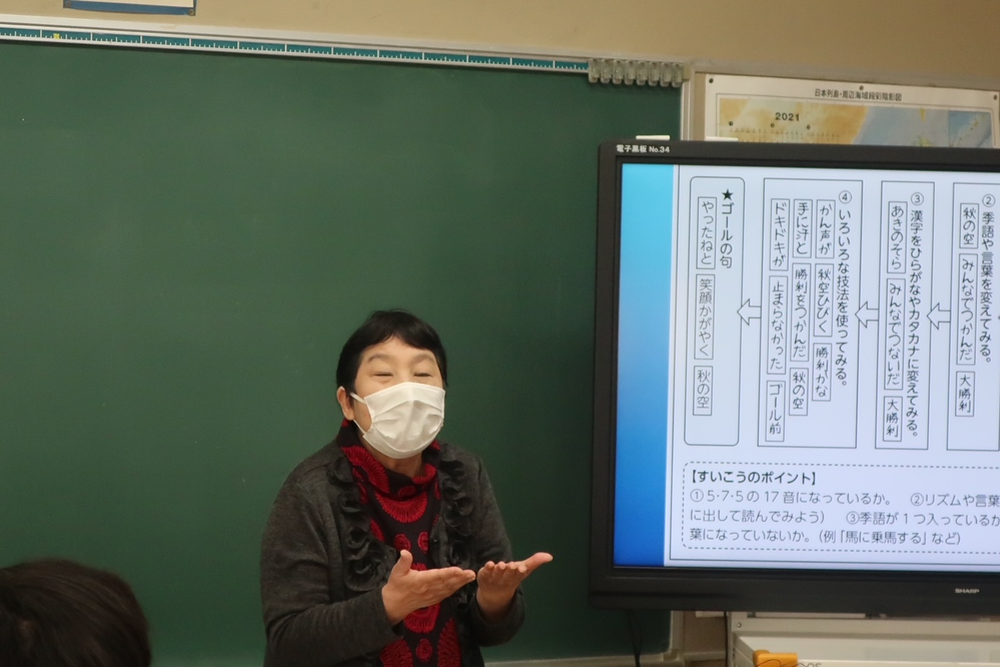 日本列島・周辺海域段彩陰影図
2021
電子黒板 No.34
② 季語や言葉を変えてみる。
秋の空 みんなでつかんだ 大勝利
③ 漢字をひらがなやカタカナに変えてみる。
あきのそら みんなでつないだ 大勝利
④ いろいろな技法を使ってみる。
かん声が 秋空ひびく 勝利かな
手に汗と 勝利をつかんだ 秋の空
ドキドキが 止まらなかった ゴール前
★ゴールの句
やったねと 笑顔かがやく 秋の空
【すいこうのポイント】
① 5・7・5 の 17 音になっているか。 ②リズムや言葉
に出して読んでみよう) ③季語が 1 つ入っているか
葉になっていないか。(例「馬に乗馬する」など)
SHARP